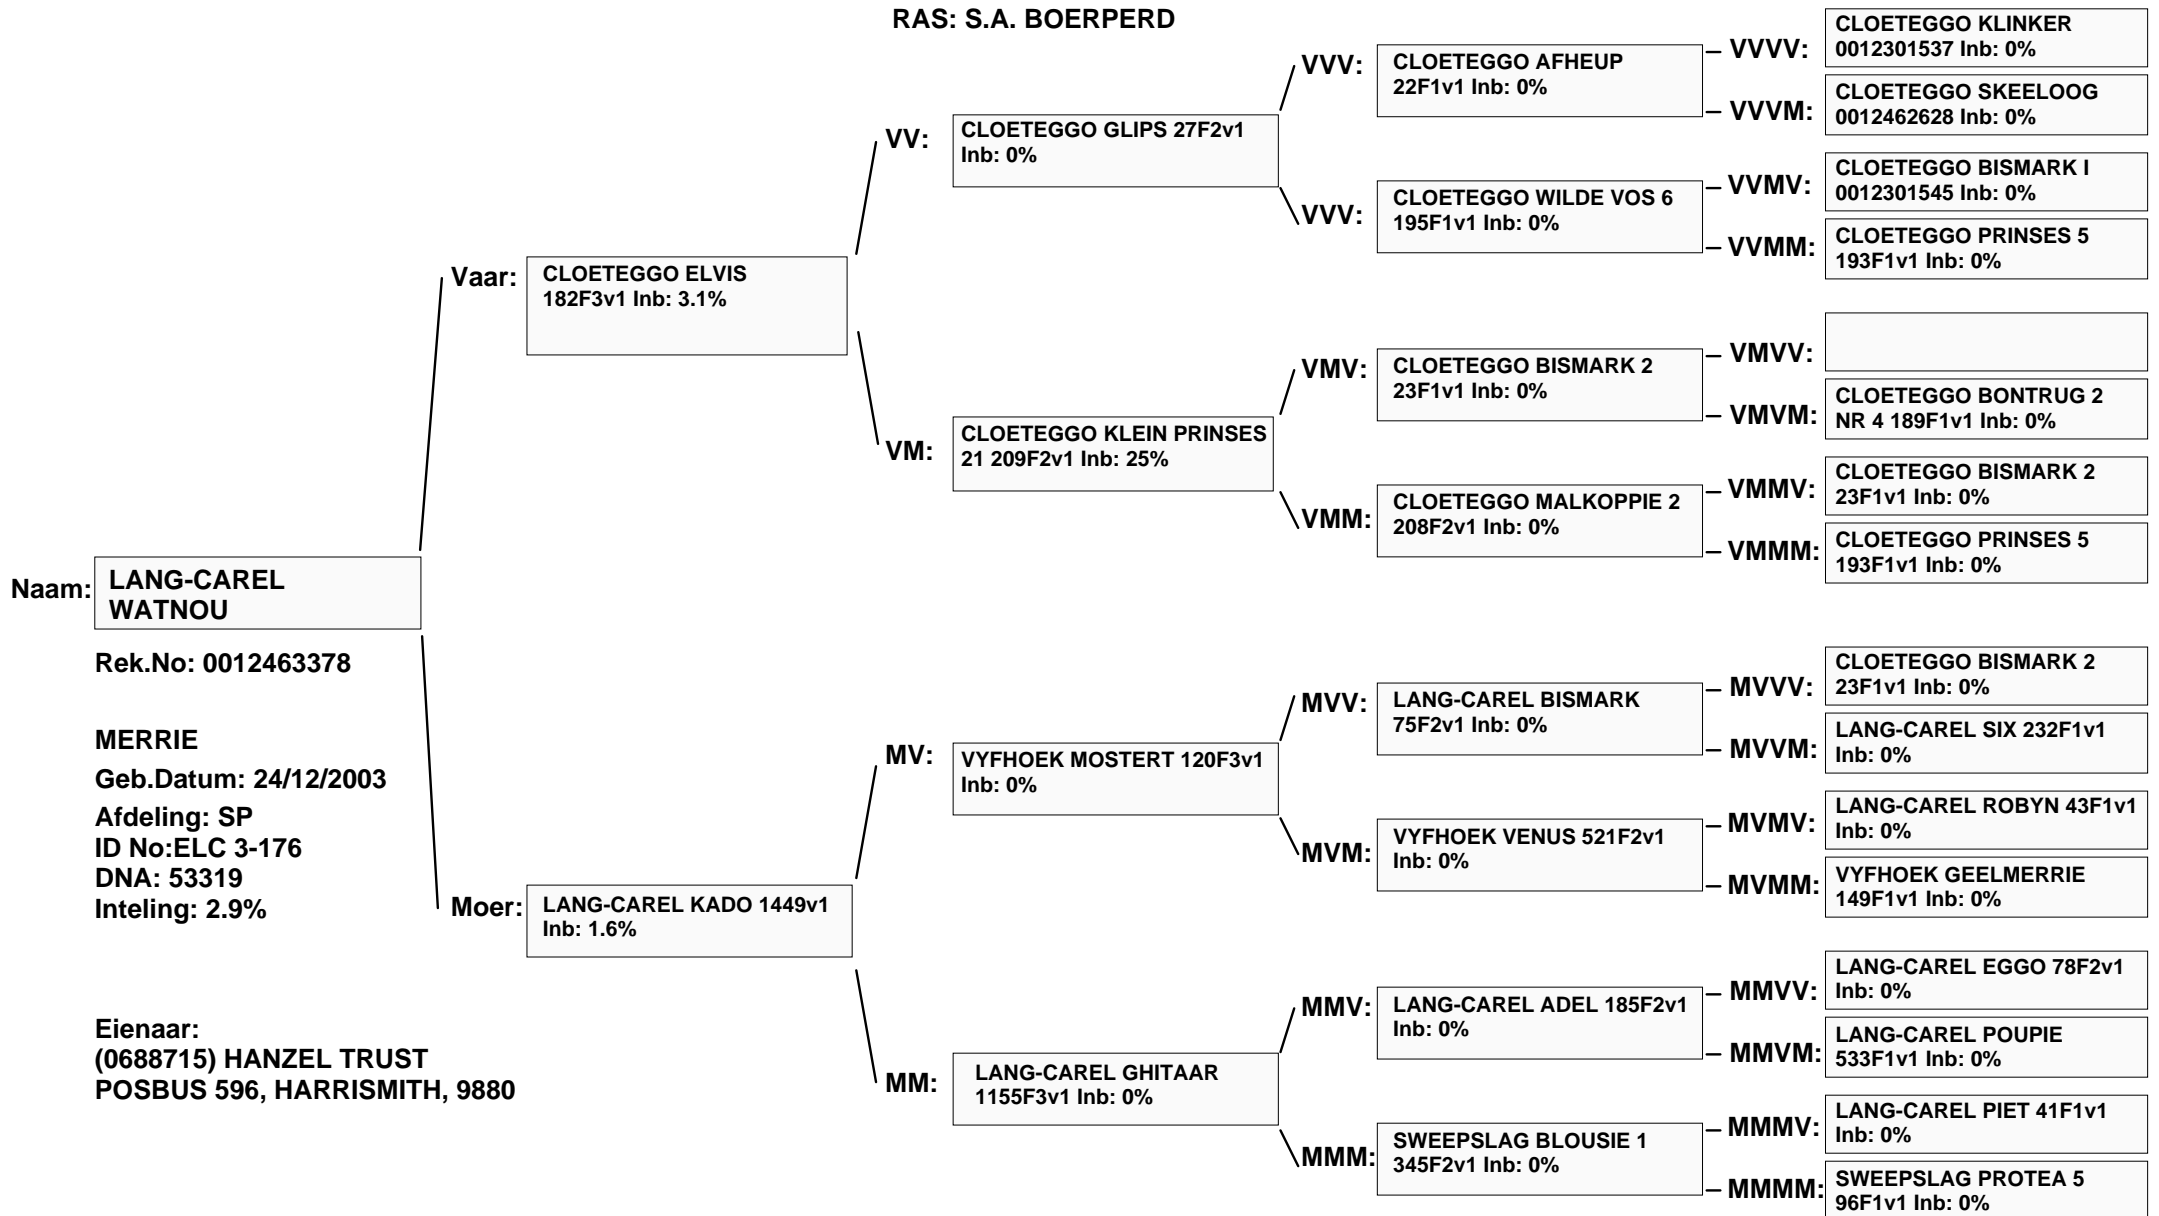 RAS: S.A. BOERPERD
Naam:
LANG-CAREL
WATNOU
Rek.No: 0012463378
MERRIE
Geb.Datum: 24/12/2003
Afdeling: SP
ID No:ELC 3-176
DNA: 53319
Inteling: 2.9%
Eienaar:
(0688715) HANZEL TRUST
POSBUS 596, HARRISMITH, 9880
Vaar:
CLOETEGGO ELVIS
182F3v1 Inb: 3.1%
Moer:
LANG-CAREL KADO 1449v1
Inb: 1.6%
VV:
CLOETEGGO GLIPS 27F2v1
Inb: 0%
VM:
CLOETEGGO KLEIN PRINSES
21 209F2v1 Inb: 25%
MV:
VYFHOEK MOSTERT 120F3v1
Inb: 0%
MM:
LANG-CAREL GHITAAR
1155F3v1 Inb: 0%
VVV:
CLOETEGGO AFHEUP
22F1v1 Inb: 0%
VVV:
CLOETEGGO WILDE VOS 6
195F1v1 Inb: 0%
VMV:
CLOETEGGO BISMARK 2
23F1v1 Inb: 0%
VMM:
CLOETEGGO MALKOPPIE 2
208F2v1 Inb: 0%
MVV:
LANG-CAREL BISMARK
75F2v1 Inb: 0%
MVM:
VYFHOEK VENUS 521F2v1
Inb: 0%
MMV:
LANG-CAREL ADEL 185F2v1
Inb: 0%
MMM:
SWEEPSLAG BLOUSIE 1
345F2v1 Inb: 0%
VVVV:
CLOETEGGO KLINKER
0012301537 Inb: 0%
VVVM:
CLOETEGGO SKEELOOG
0012462628 Inb: 0%
VVMV:
CLOETEGGO BISMARK I
0012301545 Inb: 0%
VVMM:
CLOETEGGO PRINSES 5
193F1v1 Inb: 0%
VMVV:
VMVM:
CLOETEGGO BONTRUG 2
NR 4 189F1v1 Inb: 0%
VMMV:
CLOETEGGO BISMARK 2
23F1v1 Inb: 0%
VMMM:
CLOETEGGO PRINSES 5
193F1v1 Inb: 0%
MVVV:
CLOETEGGO BISMARK 2
23F1v1 Inb: 0%
MVVM:
LANG-CAREL SIX 232F1v1
Inb: 0%
MVMV:
LANG-CAREL ROBYN 43F1v1
Inb: 0%
MVMM:
VYFHOEK GEELMERRIE
149F1v1 Inb: 0%
MMVV:
LANG-CAREL EGGO 78F2v1
Inb: 0%
MMVM:
LANG-CAREL POUPIE
533F1v1 Inb: 0%
MMMV:
LANG-CAREL PIET 41F1v1
Inb: 0%
MMMM:
SWEEPSLAG PROTEA 5
96F1v1 Inb: 0%